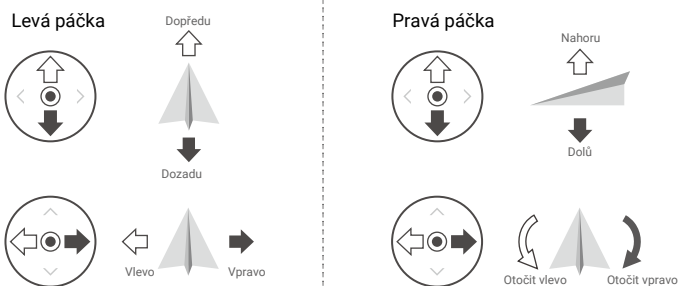 Levá páčka
Dopředu
Dozadu
Vlevo
Vpravo
Pravá páčka
Nahoru
Dolů
Otočit vlevo
Otočit vpravo